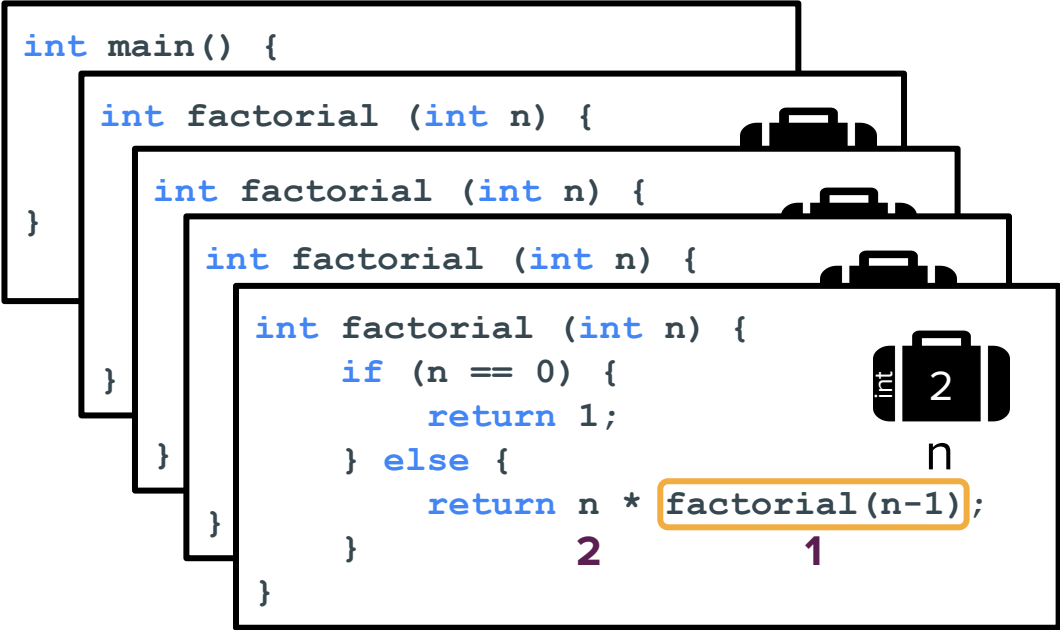 int main() {
int factorial (int n) {
int factorial (int n) {
}
int factorial (int n) {
int factorial (int n) {
if (n == 0) {
int 2
}
return 1;
n
}
} else {
return n * factorial(n-1);
}
} 2 1
}